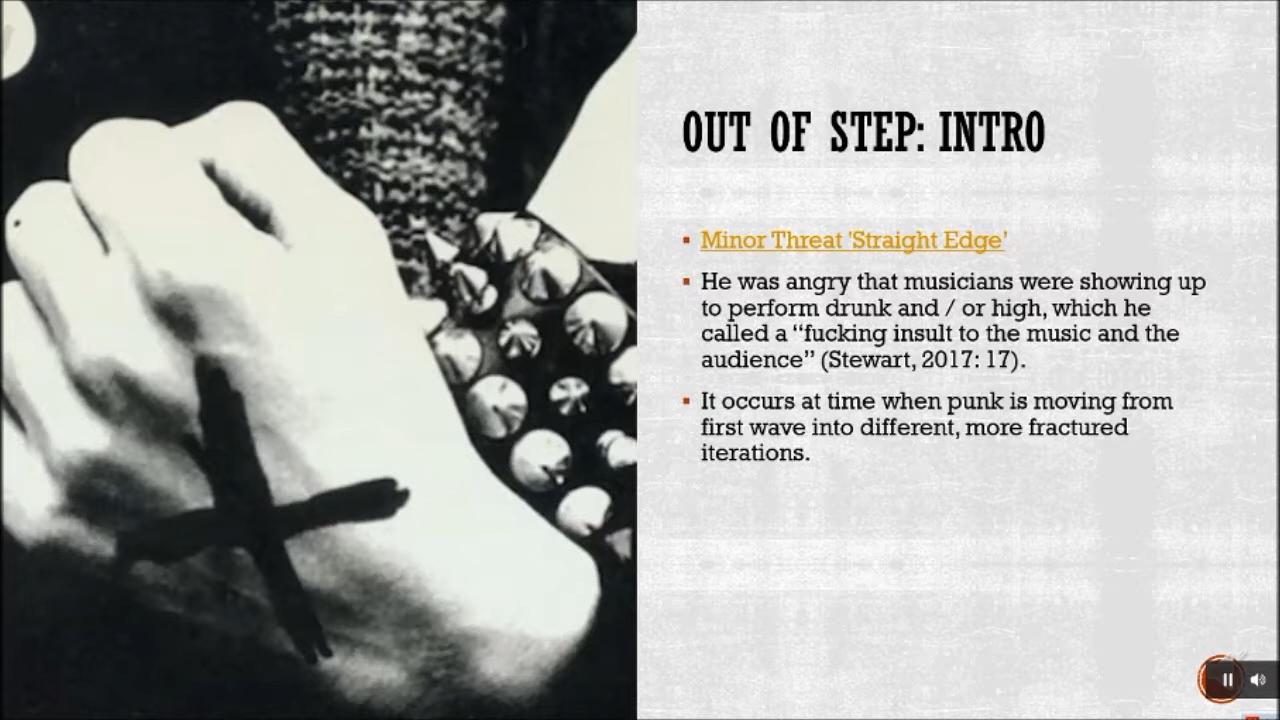 OUT OF STEP: INTRO
Minor Threat 'Straight Edge’
He was angry that musicians were showing up
to perform drunk and / or high, which he
called a “fucking insult to the music and the
audience” (Stewart, 2017: 17).
It occurs at time when punk is moving from
first wave into different, more fractured
iterations.